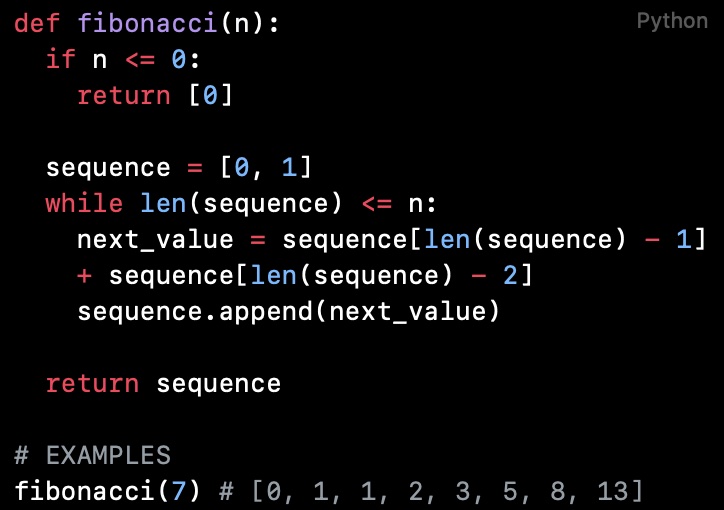 Python
def fibonacci(n):
  if n <= 0:
    return [0]

  sequence = [0, 1]
  while len(sequence) <= n:
    next_value = sequence[len(sequence) - 1]
    + sequence[len(sequence) - 2]
    sequence.append(next_value)

  return sequence

# EXAMPLES
fibonacci(7) # [0, 1, 1, 2, 3, 5, 8, 13]